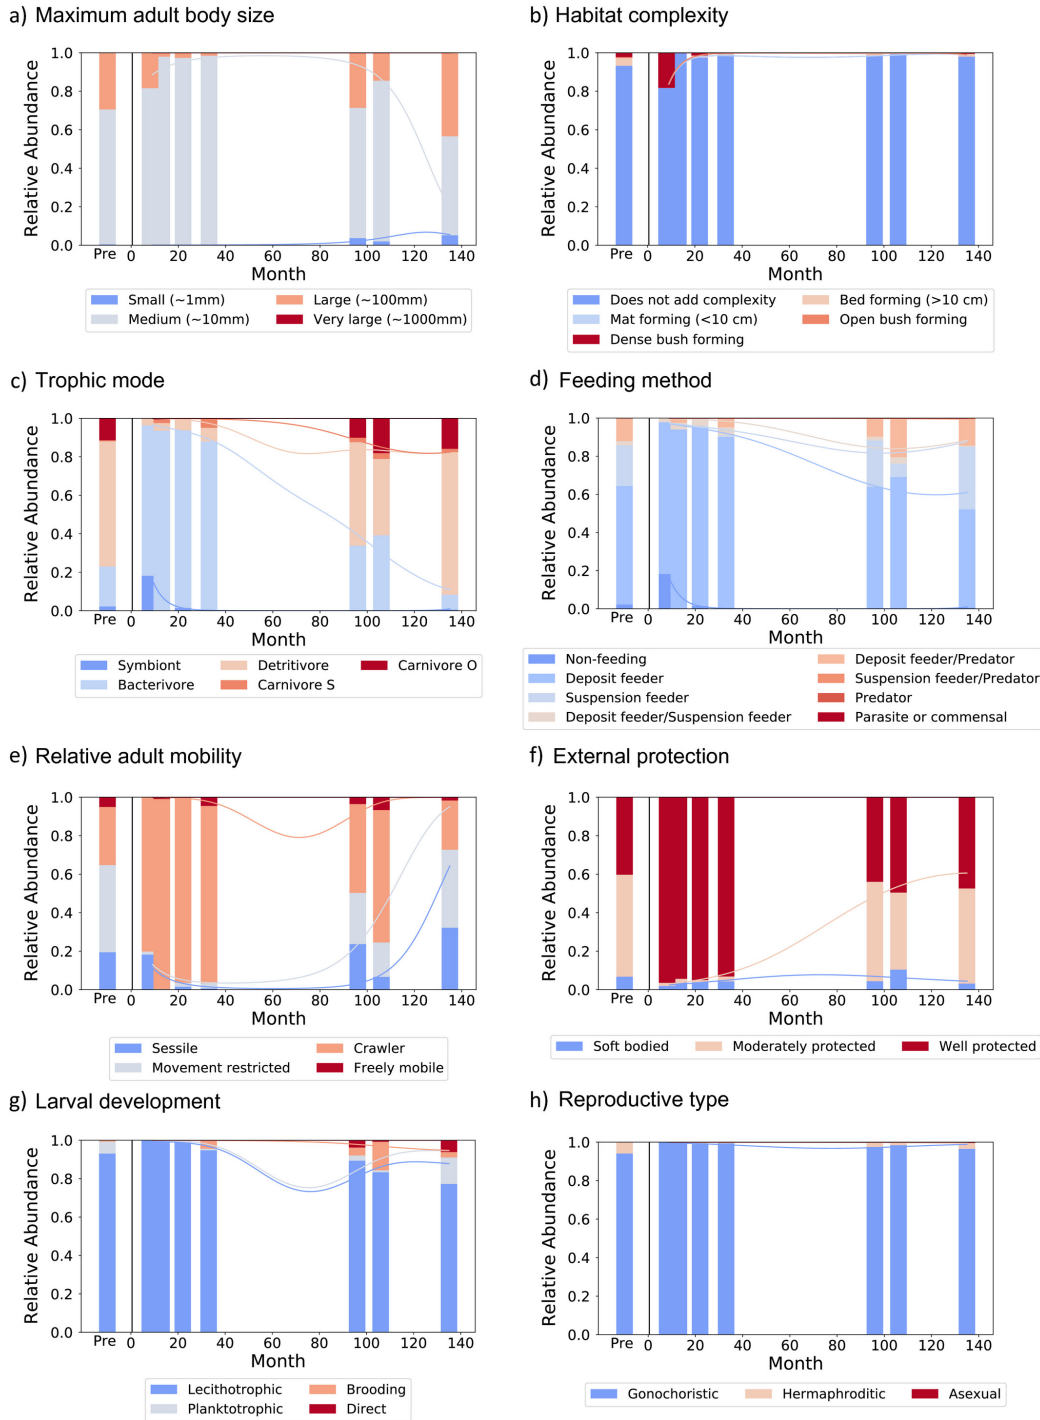 a) Maximum adult body size
1.0
0.8
0.6
0.4
0.2
0.0
Relative Abundance
Pre 0 20 40 60 80 100 120 140
Month
Small (~1mm) Large (~100mm)
Medium (~10mm) Very large (~1000mm)
b) Habitat complexity
1.0
0.8
0.6
0.4
0.2
0.0
Relative Abundance
Pre 0 20 40 60 80 100 120 140
Month
Does not add complexity Bed forming (>10 cm)
Mat forming (<10 cm) Open bush forming
Dense bush forming
c) Trophic mode
1.0
0.8
0.6
0.4
0.2
0.0
Relative Abundance
Pre 0 20 40 60 80 100 120 140
Month
Symbiont Detritivore Carnivore O
Bacterivore Carnivore S
d) Feeding method
1.0
0.8
0.6
0.4
0.2
0.0
Relative Abundance
Pre 0 20 40 60 80 100 120 140
Month
Non-feeding Deposit feeder/Predator
Deposit feeder Suspension feeder/Predator
Suspension feeder Predator
Deposit feeder/Suspension feeder Parasite or commensal
e) Relative adult mobility
1.0
0.8
0.6
0.4
0.2
0.0
Relative Abundance
Pre 0 20 40 60 80 100 120 140
Month
Sessile Crawler
Movement restricted Freely mobile
f) External protection
1.0
0.8
0.6
0.4
0.2
0.0
Relative Abundance
Pre 0 20 40 60 80 100 120 140
Month
Soft bodied Moderately protected Well protected
g) Larval development
1.0
0.8
0.6
0.4
0.2
0.0
Relative Abundance
Pre 0 20 40 60 80 100 120 140
Month
Lecithotrophic Brooding
Planktotrophic Direct
h) Reproductive type
1.0
0.8
0.6
0.4
0.2
0.0
Relative Abundance
Pre 0 20 40 60 80 100 120 140
Month
Gonochoristic Hermaphroditic Asexual